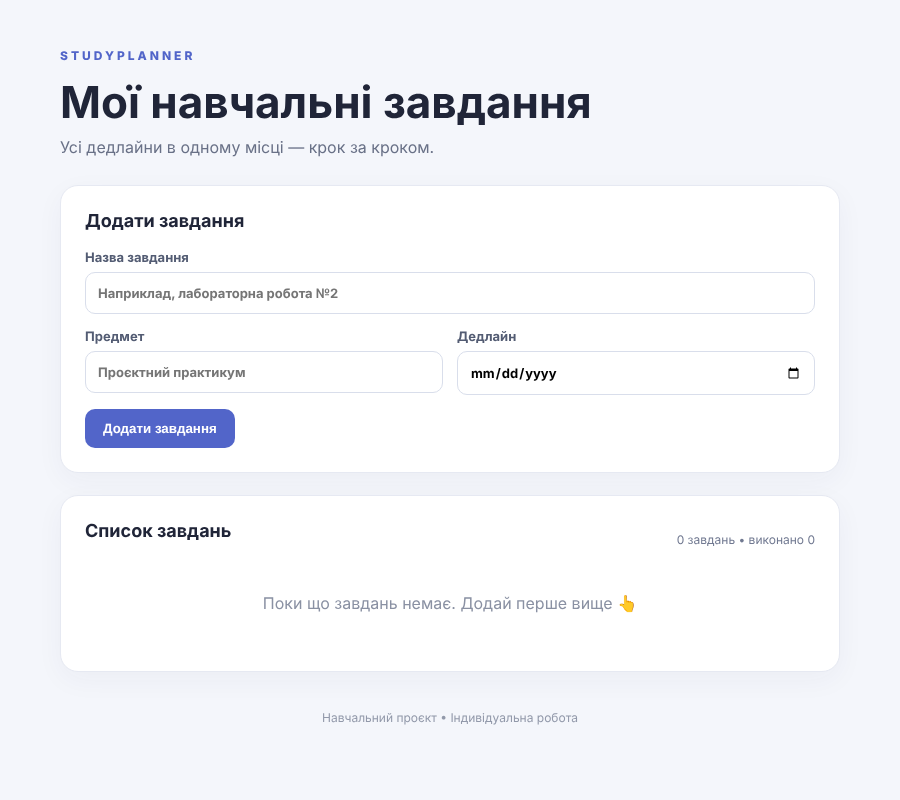 STUDYPLANNER
Мої навчальні завдання
Усі дедлайни в одному місці — крок за кроком.
Додати завдання
Назва завдання
Наприклад, лабораторна робота №2
Предмет
Дедлайн
Проєктний практикум
mm/dd/yyyy
Додати завдання
Список завдань
0 завдань • виконано 0
Поки що завдань немає. Додай перше вище 👆
Навчальний проєкт • Індивідуальна робота